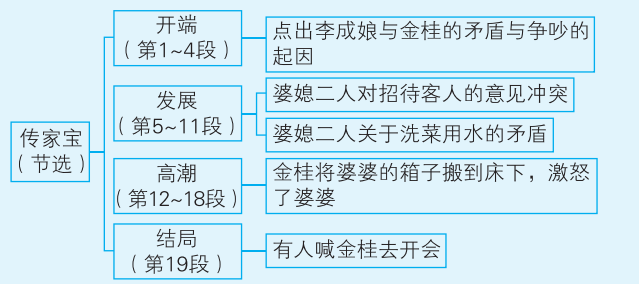 传家宝
（节选）
开端
（第1~4段）
点出李成娘与金桂的矛盾与争吵的
起因
发展
（第5~11段）
婆媳二人对招待客人的意见冲突
婆媳二人关于洗菜用水的矛盾
高潮
（第12~18段）
金桂将婆婆的箱子搬到床下，激怒
了婆婆
结局
（第19段）
有人喊金桂去开会